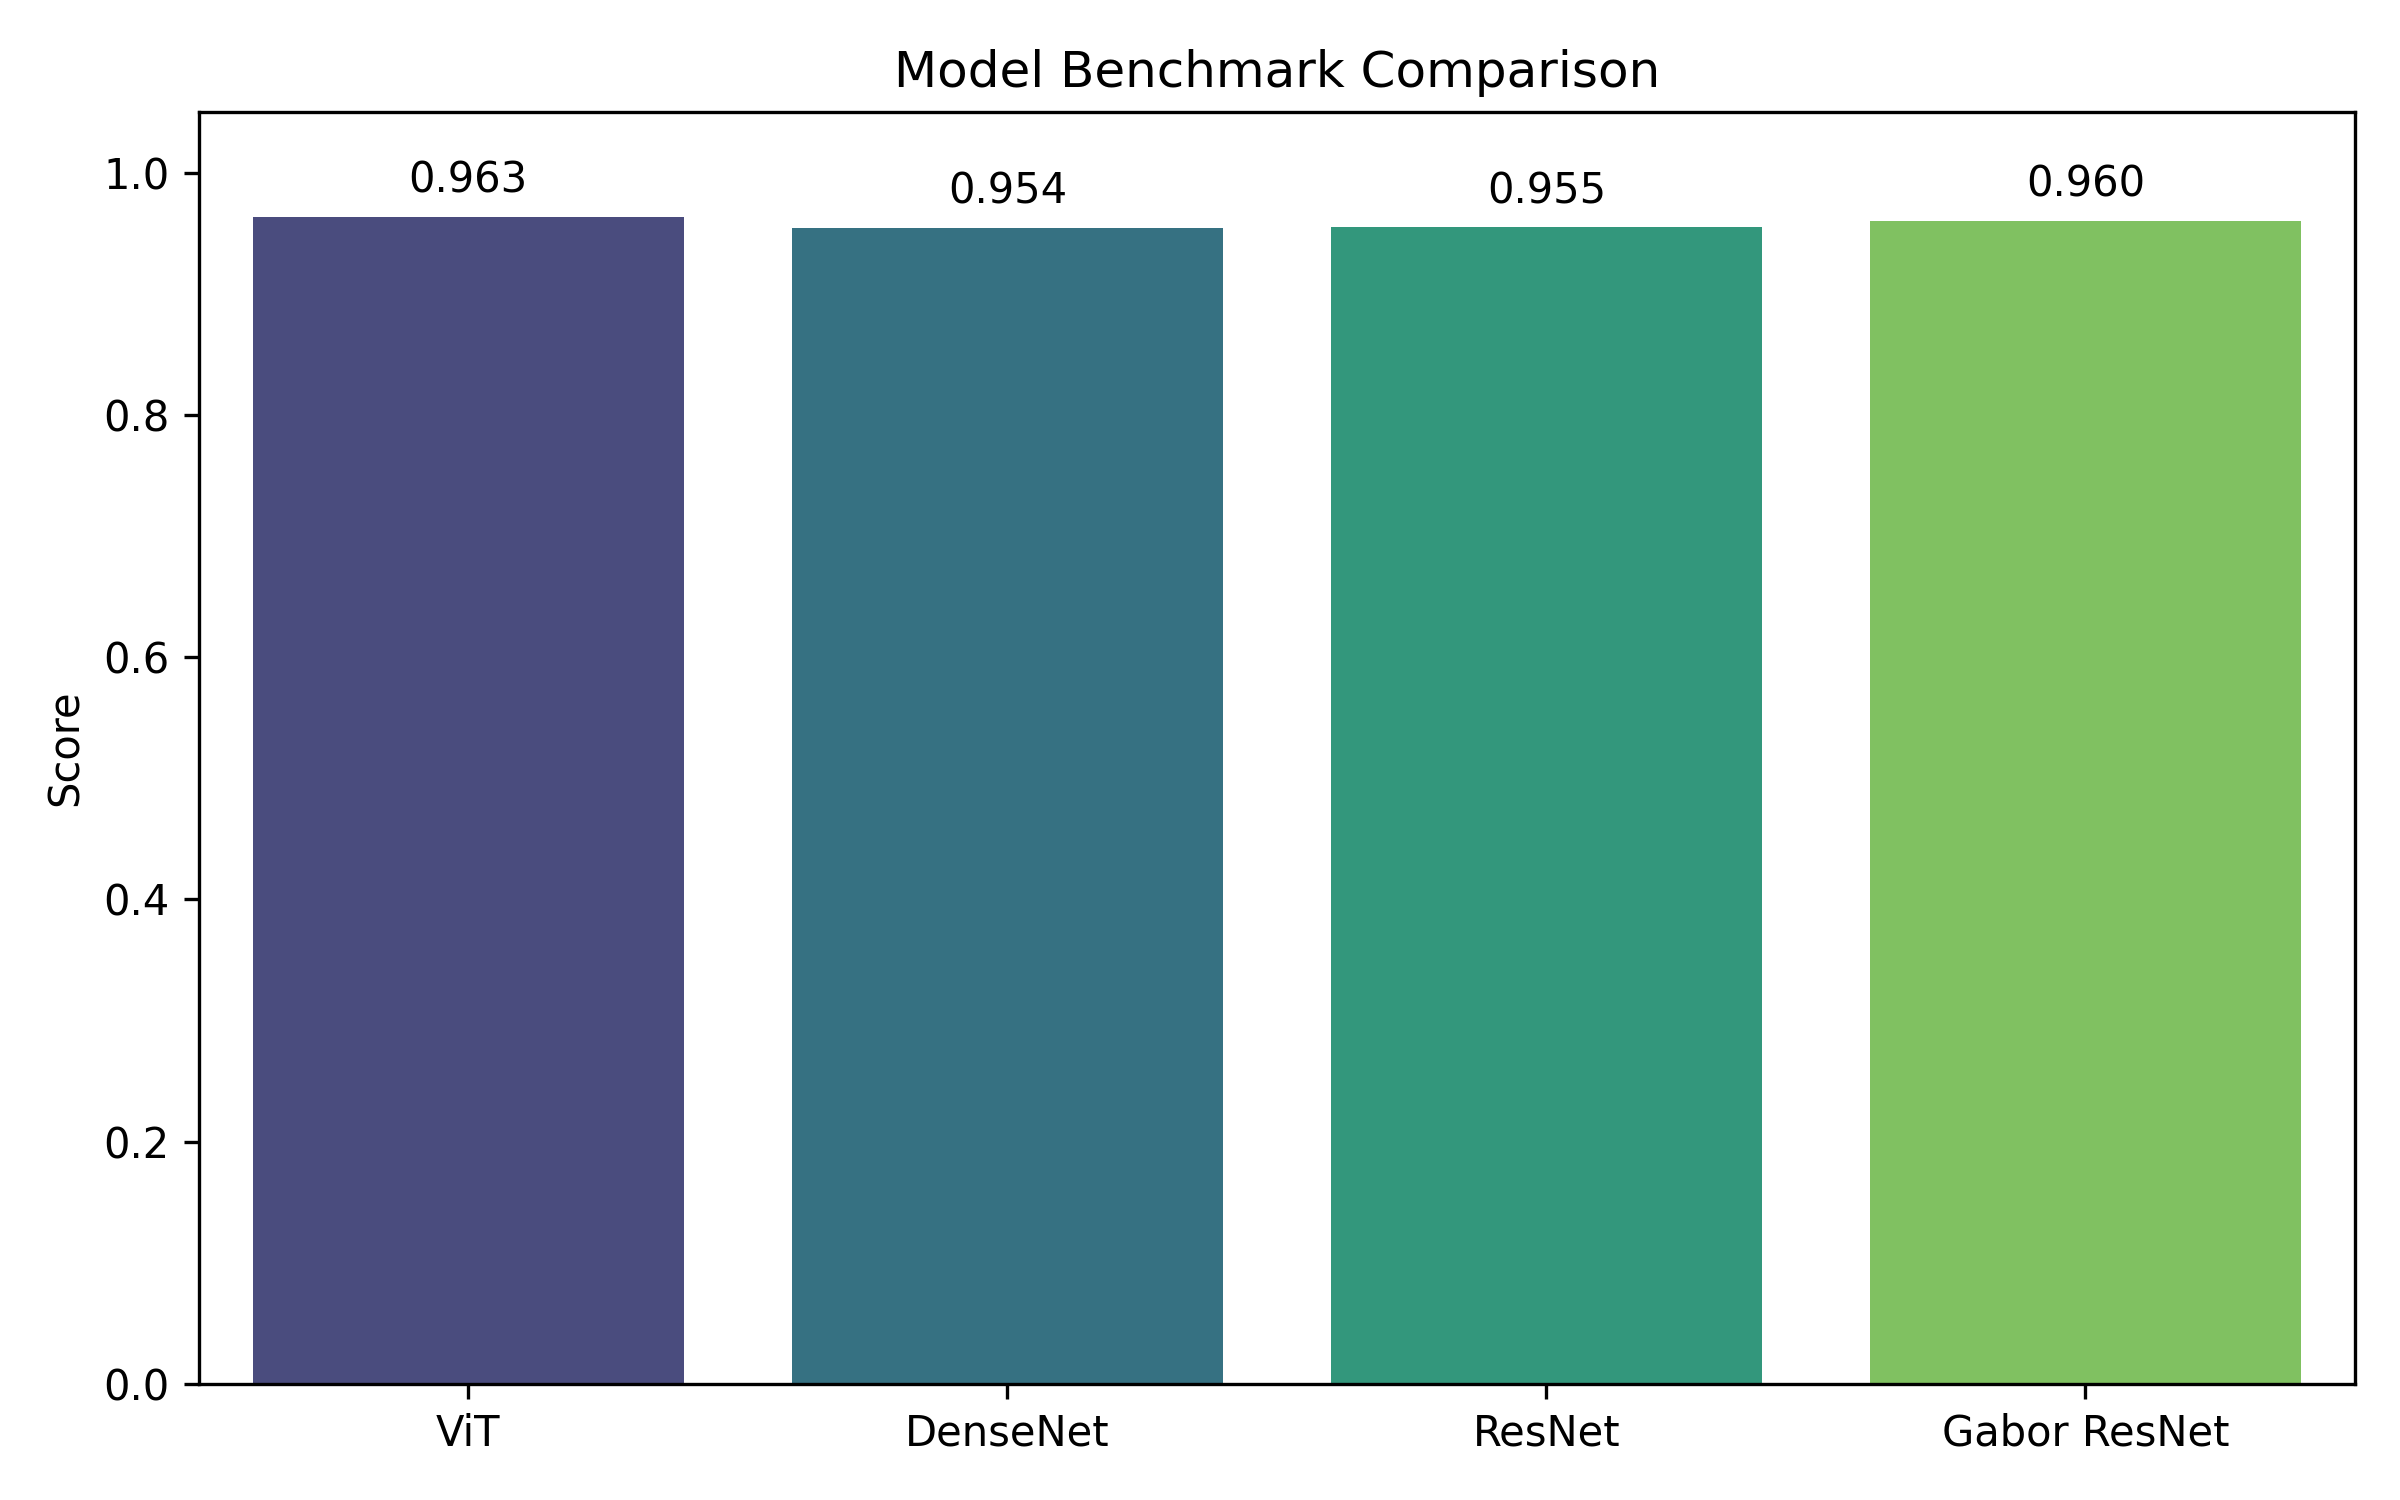 Model Benchmark Comparison
0.963
0.954
0.955
0.960
1.0
0.8
0.6
0.4
0.2
0.0
Score
ViT
DenseNet
ResNet
Gabor ResNet